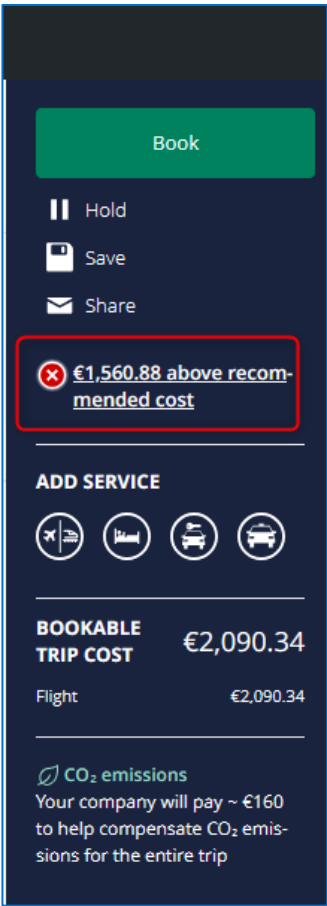 Book
Hold
Save
Share
€1,560.88 above recom-
mended cost
ADD SERVICE
BOOKABLE
TRIP COST
€2,090.34
Flight €2,090.34
CO₂ emissions
Your company will pay ~ €160
to help compensate CO₂ emis-
sions for the entire trip